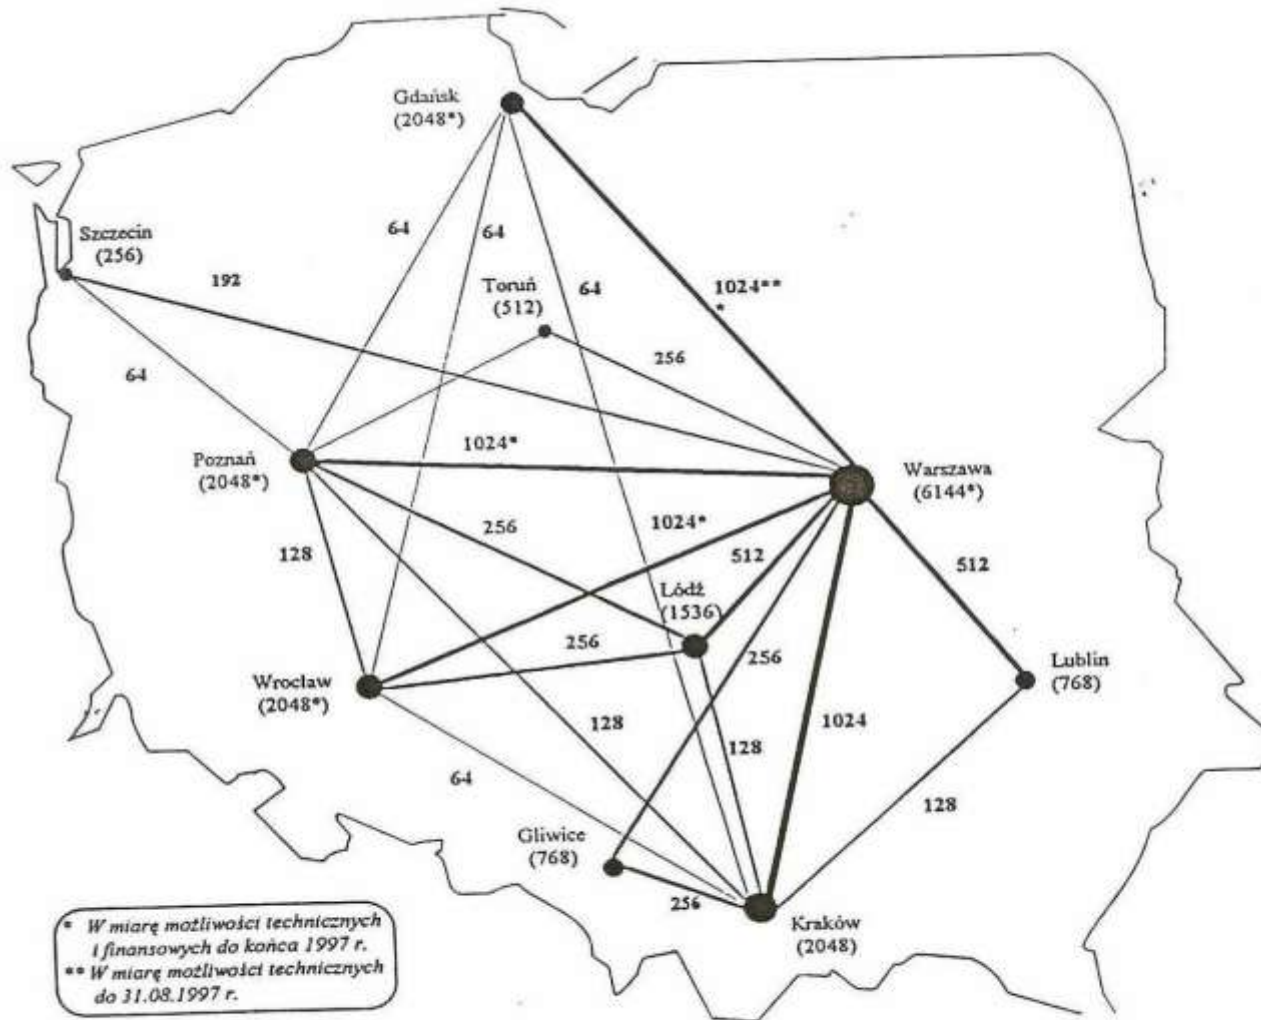 Gdańsk
(2048*)
Szczecin
(256)
64
64
192
Toruń
(512)
64
1024**
*
256
64
1024*
Poznań
(2048*)
Warszawa
(6144*)
1024*
256
512
128
512
Łódź
(1536)
256
256
Lublin
(768)
Wrocław
(2048*)
128
128
1024
64
128
Gliwice
(768)
256
Kraków
(2048)
* W miarę możliwości technicznych
i finansowych do końca 1997 r.
** W miarę możliwości technicznych
do 31.08.1997 r.